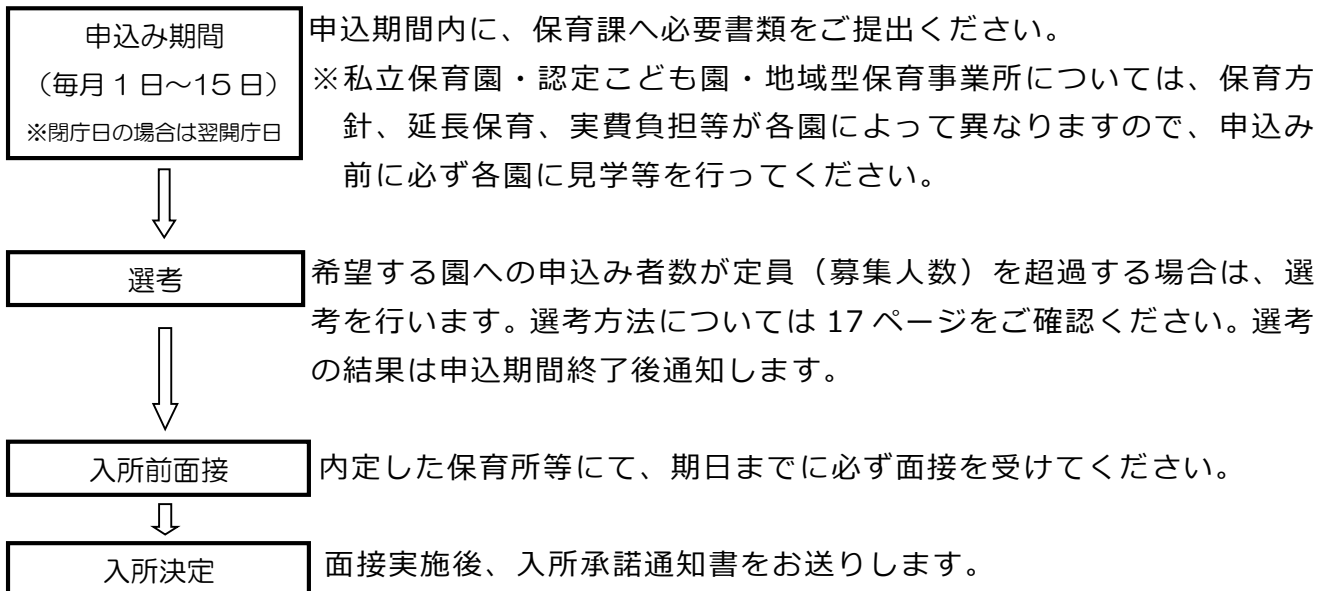 申込み期間
（毎月１日～15日）
※閉庁日の場合は翌開庁日
申込期間内に、保育課へ必要書類をご提出ください。
※私立保育園・認定こども園・地域型保育事業所については、保育方
針、延長保育、実費負担等が各園によって異なりますので、申込み
前に必ず各園に見学等を行ってください。
選考
希望する園への申込み者数が定員（募集人数）を超過する場合は、選
考を行います。選考方法については 17 ページをご確認ください。選考
の結果は申込期間終了後通知します。
入所前面接
内定した保育所等にて、期日までに必ず面接を受けてください。
入所決定
面接実施後、入所承諾通知書をお送りします。